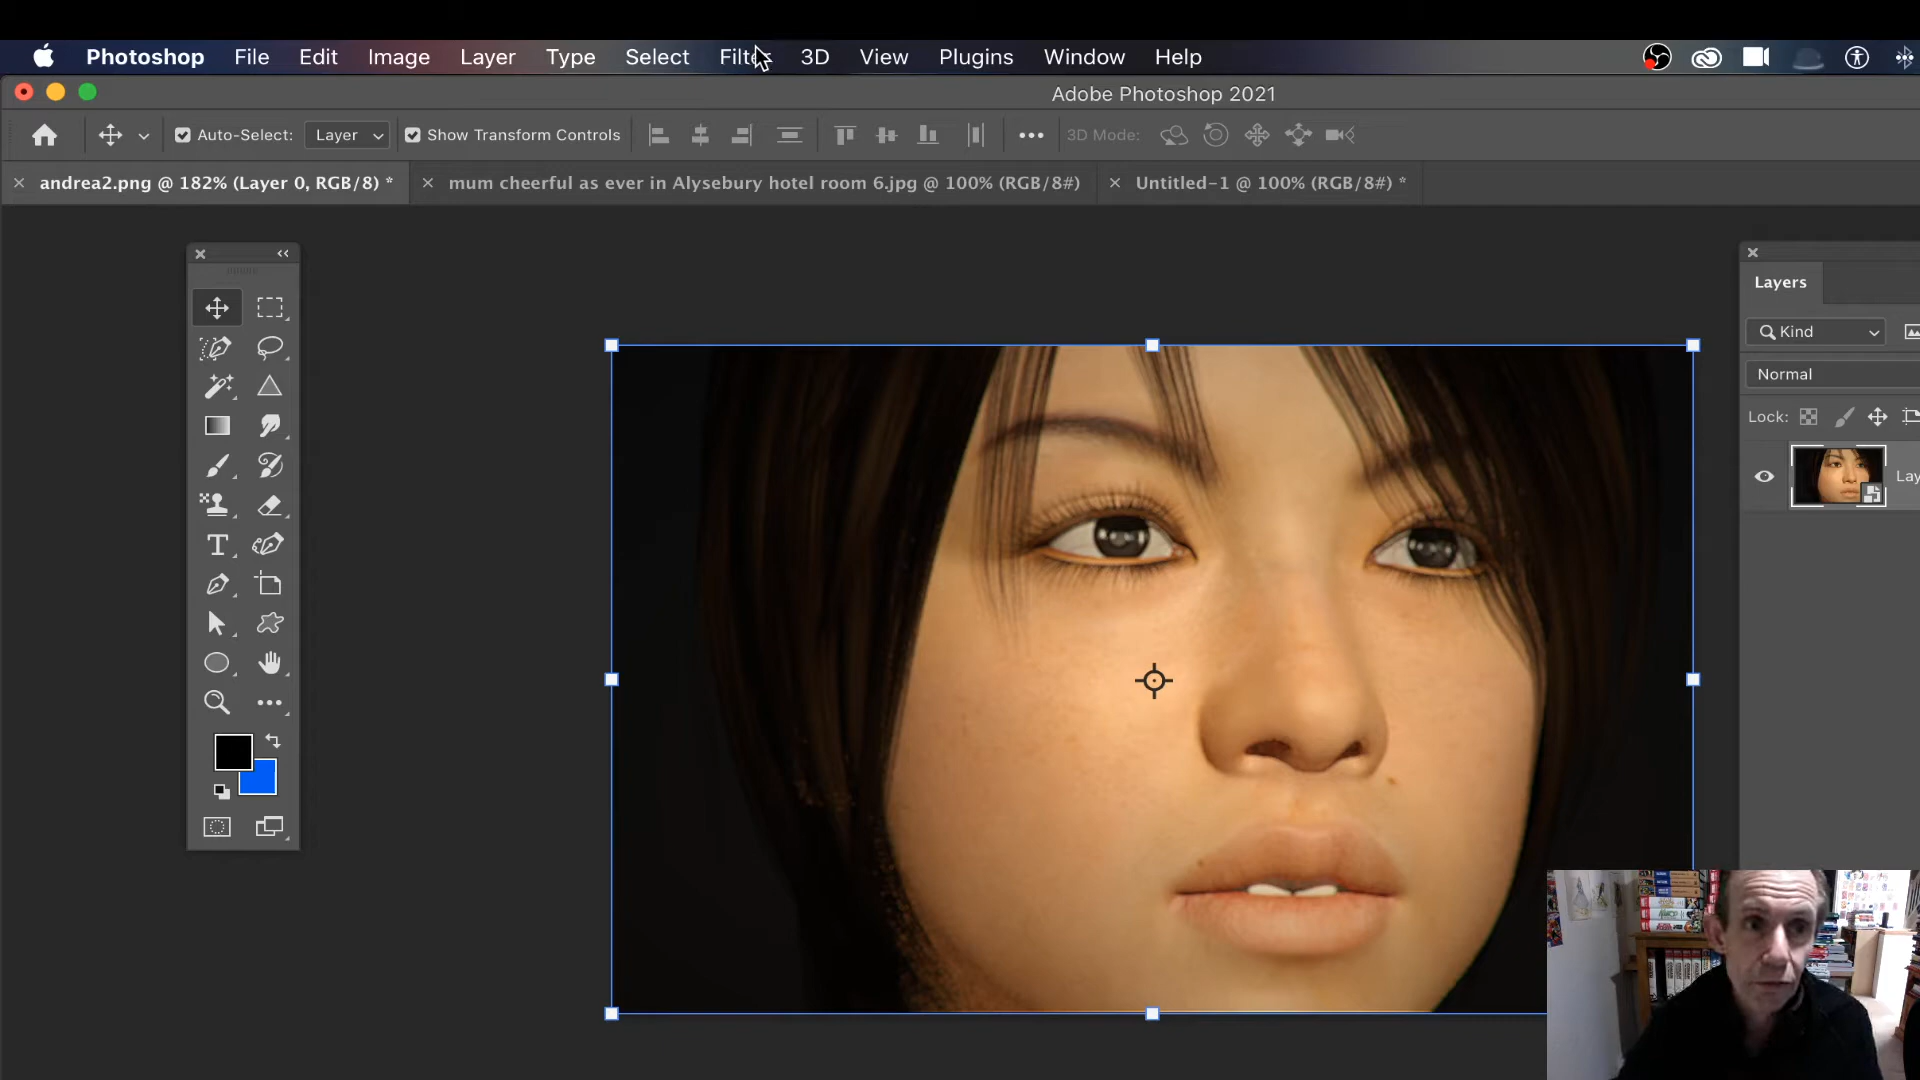 Photoshop File Edit Image Layer Type Select Filter 3D View Plugins Window Help
Adobe Photoshop 2021
Auto-Select: Layer Show Transform Controls 3D Mode:
andrea2.png @ 182% (Layer 0, RGB/8) * mum cheerful as ever in Alysebury hotel room 6.jpg @ 100% (RGB/8#) Untitled-1 @ 100% (RGB/8#) *
Layers
Kind
Normal
Lock:
Lay